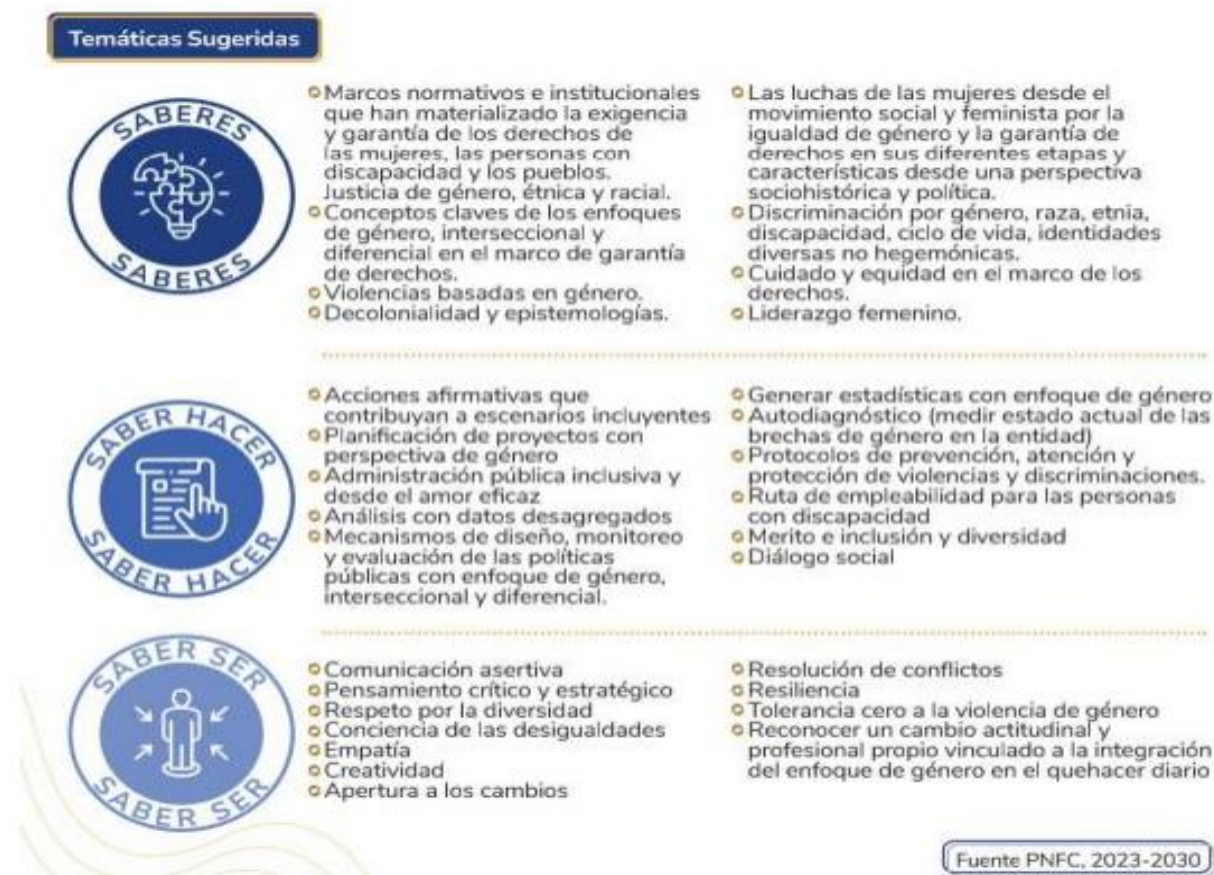 Temáticas Sugeridas
SABERES
SABERES
Marcos normativos e institucionales
que han materializado la exigencia
y garantía de los derechos de
las mujeres, las personas con
discapacidad y los pueblos.
Justicia de género, étnica y racial.
Conceptos claves de los enfoques
de género, interseccional y
diferencial en el marco de garantía
de derechos.
Violencias basadas en género.
Decolonialidad y epistemologías.
Las luchas de las mujeres desde el
movimiento social y feminista por la
igualdad de género y la garantía de
derechos en sus diferentes etapas y
características desde una perspectiva
sociohistórica y política.
Discriminación por género, raza, etnia,
discapacidad, ciclo de vida, identidades
diversas no hegemónicas.
Cuidado y equidad en el marco de los
derechos.
Liderazgo femenino.
SABER HACER
SABER HACER
Acciones afirmativas que
contribuyan a escenarios incluyentes
Planificación de proyectos con
perspectiva de género
Administración pública inclusiva y
desde el amor eficaz
Análisis con datos desagregados
Mecanismos de diseño, monitoreo
y evaluación de las políticas
públicas con enfoque de género,
interseccional y diferencial.
Generar estadísticas con enfoque de género
Autodiagnóstico (medir estado actual de las
brechas de género en la entidad)
Protocolos de prevención, atención y
protección de violencias y discriminaciones.
Ruta de empleabilidad para las personas
con discapacidad
Merito e inclusión y diversidad
Diálogo social
SABER SER
SABER SER
Comunicación asertiva
Pensamiento crítico y estratégico
Respeto por la diversidad
Conciencia de las desigualdades
Empatía
Creatividad
Apertura a los cambios
Resolución de conflictos
Resiliencia
Tolerancia cero a la violencia de género
Reconocer un cambio actitudinal y
profesional propio vinculado a la integración
del enfoque de género en el quehacer diario
Fuente PNFC, 2023-2030